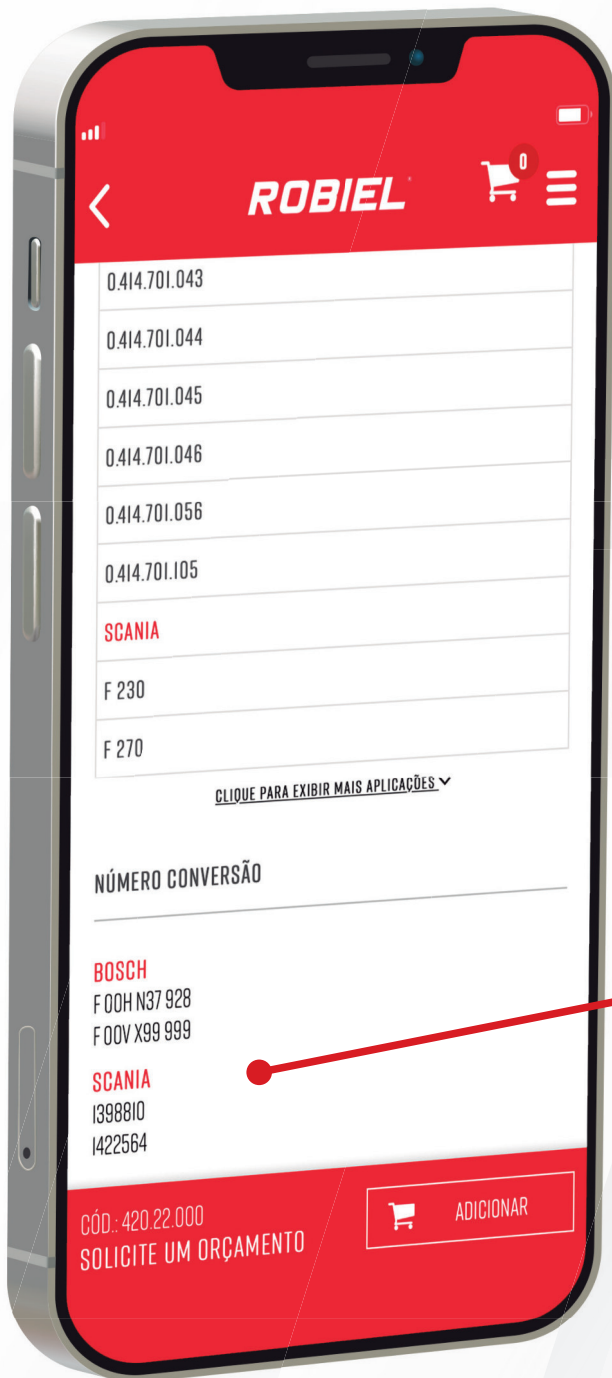 ROBIEL
0
0.414.701.043
0.414.701.044
0.414.701.045
0.414.701.046
0.414.701.056
0.414.701.105
SCANIA
F 230
F 270
CLIQUE PARA EXIBIR MAIS APLICAÇÕES
NÚMERO CONVERSÃO
BOSCH
F 00H N37 928
F 00V X99 999
SCANIA
1398810
1422564
CÓD.: 420.22.000
SOLICITE UM ORÇAMENTO
ADICIONAR